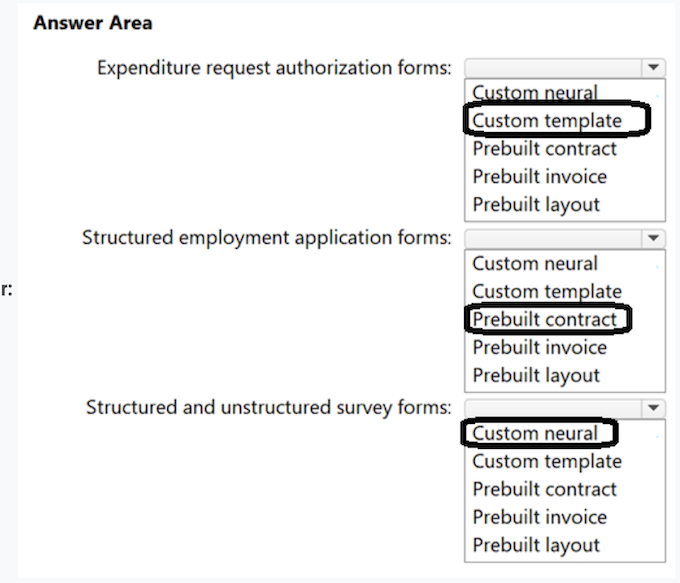 Answer Area
Expenditure request authorization forms:
Custom neural
Custom template
Prebuilt contract
Prebuilt invoice
Prebuilt layout
Structured employment application forms:
r:
Custom neural
Custom template
Prebuilt contract
Prebuilt invoice
Prebuilt layout
Structured and unstructured survey forms:
Custom neural
Custom template
Prebuilt contract
Prebuilt invoice
Prebuilt layout